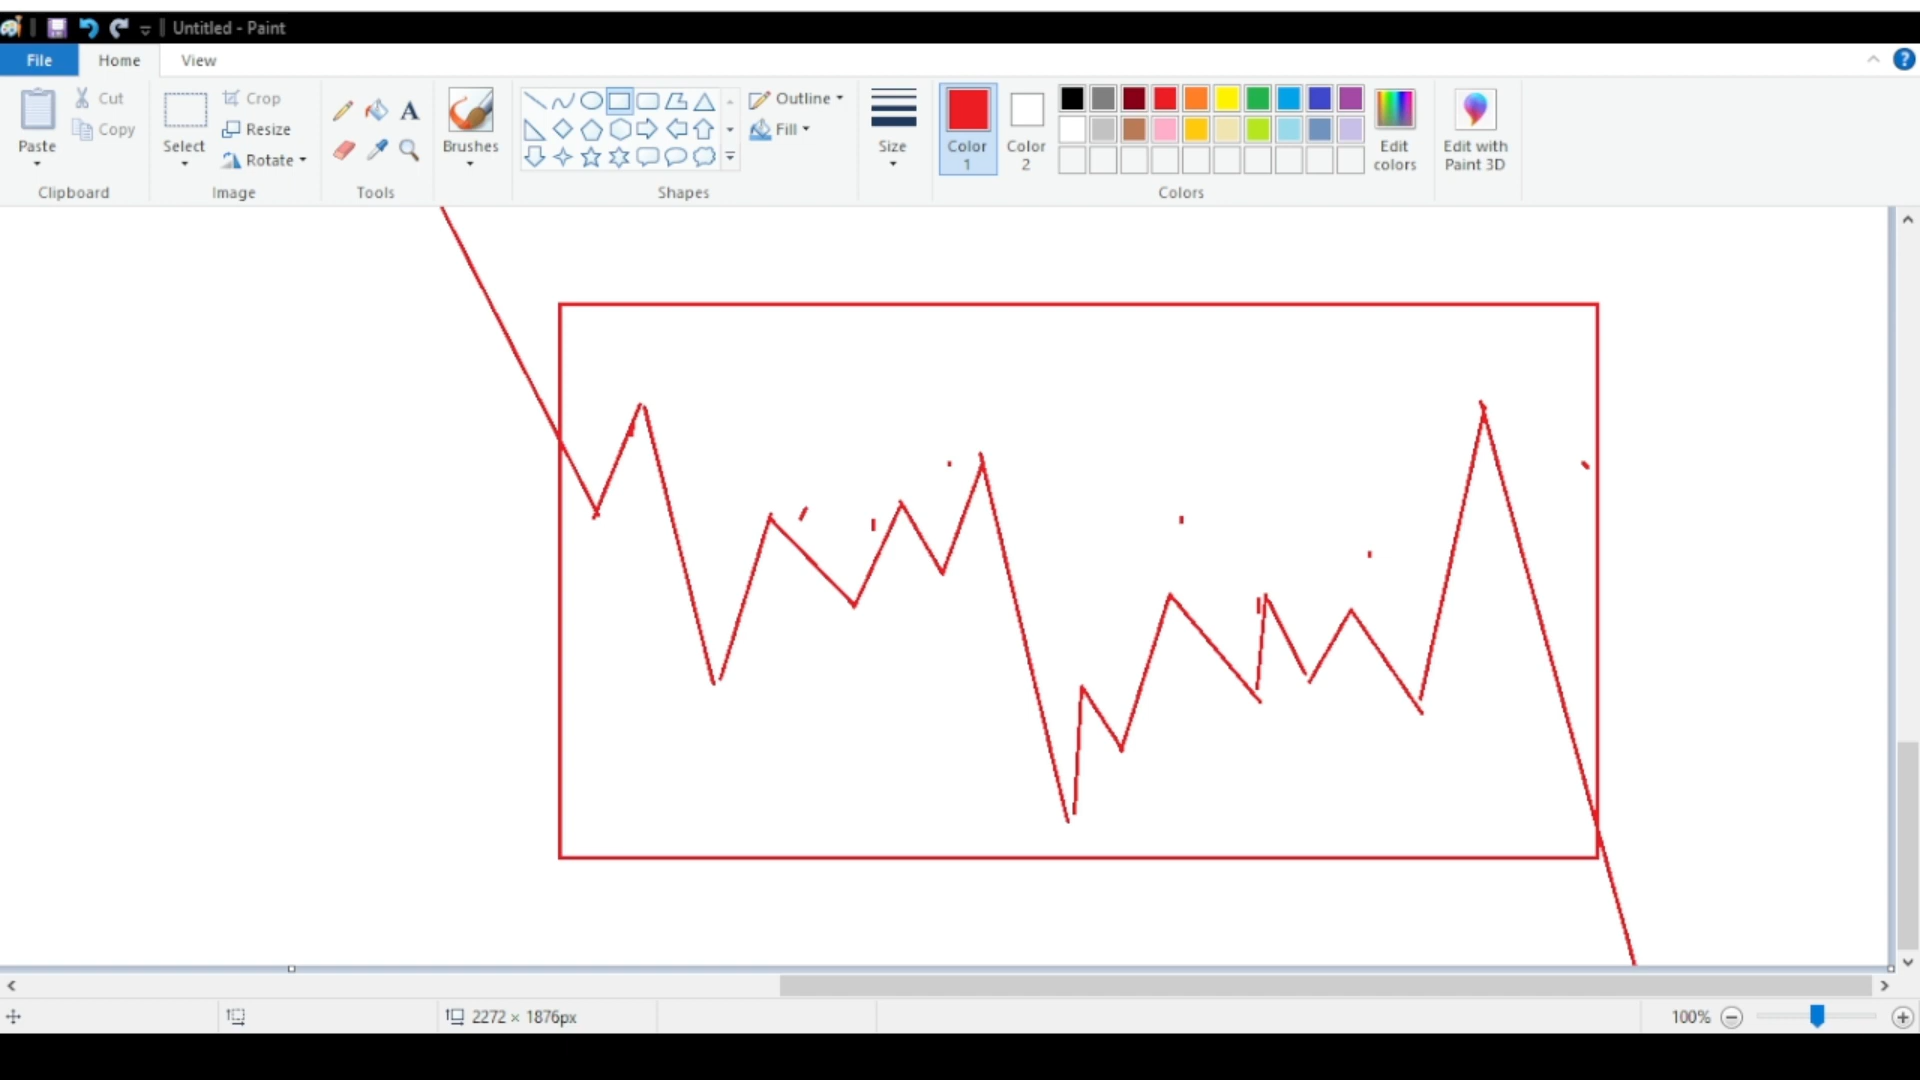 Untitled - Paint
File Home View
Paste Cut Copy Select Crop Resize Rotate A Brushes Outline Fill Size Color 1 Color 2 Edit colors Edit with Paint 3D ?
Clipboard Image Tools Shapes Colors
2272 × 1876px 100%